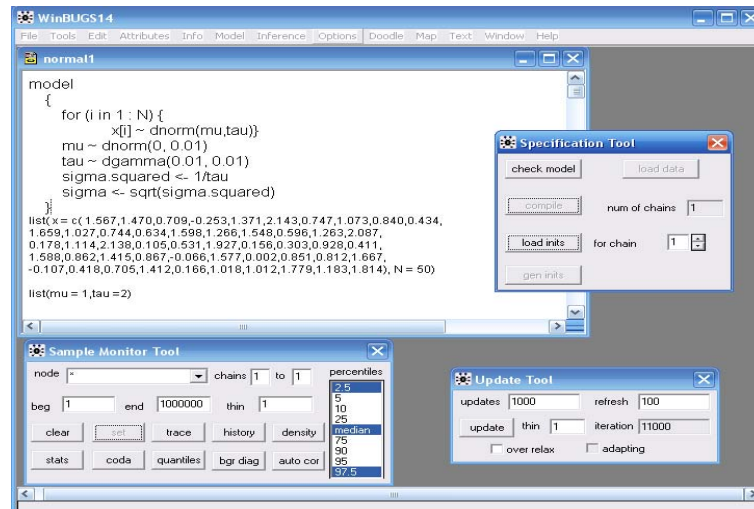 WinBUGS14
File Tools Edit Attributes Info Model Inference Options Doodle Map Text Window Help
normal1
model
{
for (i in 1 : N) {
x[i] ~ dnorm(mu,tau)}
mu ~ dnorm(0, 0.01)
tau ~ dgamma(0.01, 0.01)
sigma.squared <- 1/tau
sigma <- sqrt(sigma.squared)
}
list( x = c( 1.567,1.470,0.709,-0.253,1.371,2.143,0.747,1.073,0.840,0.434,
1.659,1.027,0.744,0.634,1.598,1.266,1.548,0.596,1.263,2.087,
0.178,1.114,2.138,0.105,0.531,1.927,0.156,0.303,0.928,0.411,
1.588,0.862,1.415,0.867,-0.066,1.577,0.002,0.851,0.812,1.667,
-0.107,0.418,0.705,1.412,0.166,1.018,1.012,1.779,1.183,1.814), N = 50)
list(mu = 1,tau =2)
Specification Tool
check model load data
compile num of chains 1
load inits for chain 1
gen inits
Sample Monitor Tool
node * chains 1 to 1 percentiles
beg 1 end 1000000 thin 1
clear set trace history density
stats coda quantiles bgr diag auto cor
2.5
5
10
25
median
75
90
95
97.5
Update Tool
updates 1000 refresh 100
update thin 1 iteration 11000
over relax adapting